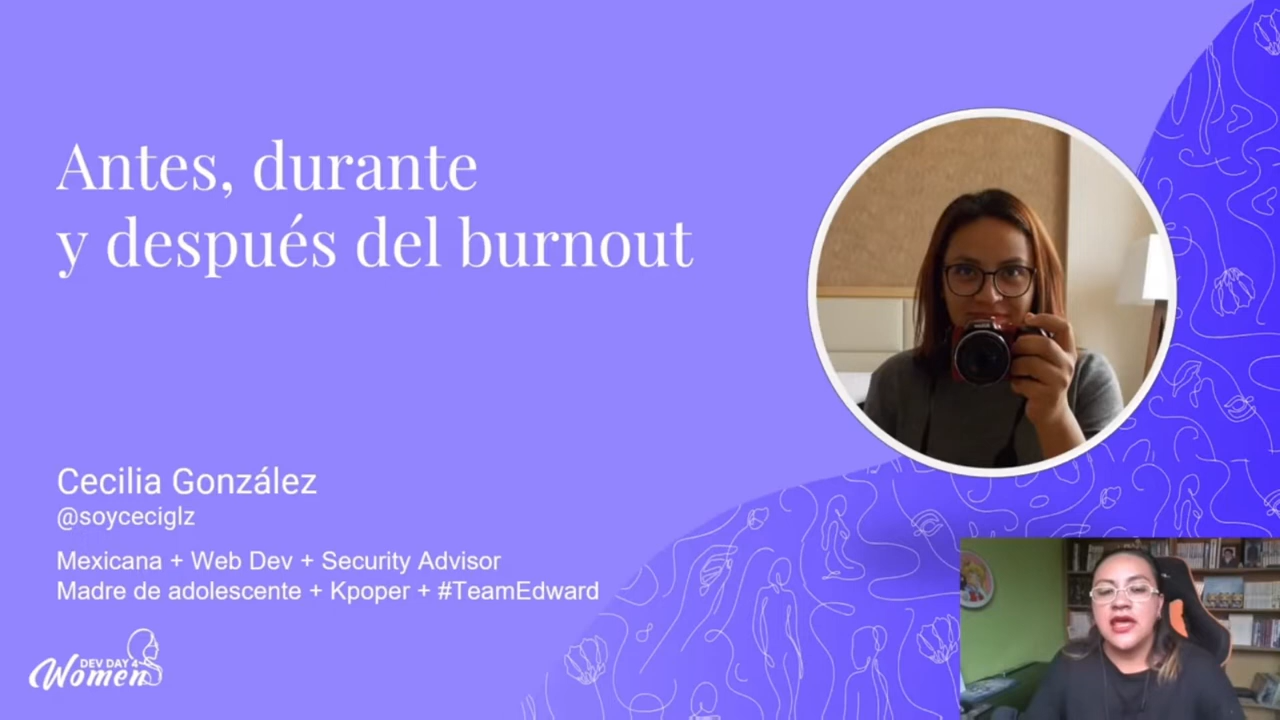 Antes, durante
y después del burnout
Cecilia González
@soyceciglz
Mexicana + Web Dev + Security Advisor
Madre de adolescente + Kpoper + #TeamEdward
DEV DAY 4
Women